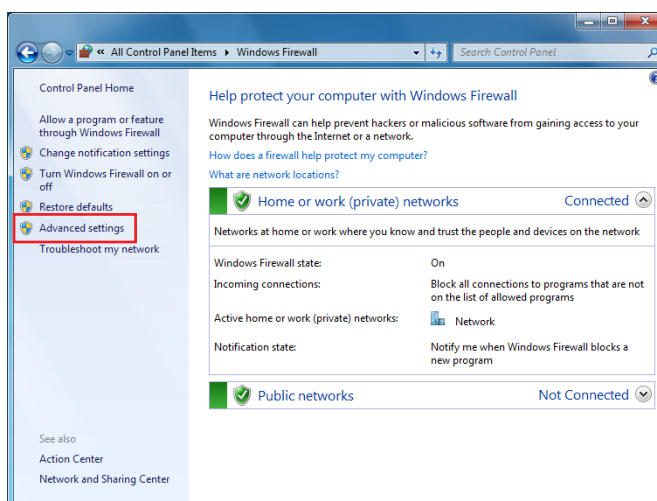 « All Control Panel Items ▸ Windows Firewall
Search Control Panel
Control Panel Home
Allow a program or feature
through Windows Firewall
Change notification settings
Turn Windows Firewall on or
off
Restore defaults
Advanced settings
Troubleshoot my network
See also
Action Center
Network and Sharing Center
Help protect your computer with Windows Firewall
Windows Firewall can help prevent hackers or malicious software from gaining access to your
computer through the Internet or a network.
How does a firewall help protect my computer?
What are network locations?
Home or work (private) networks Connected
Networks at home or work where you know and trust the people and devices on the network
Windows Firewall state: On
Incoming connections: Block all connections to programs that are not
on the list of allowed programs
Active home or work (private) networks: Network
Notification state: Notify me when Windows Firewall blocks a
new program
Public networks Not Connected